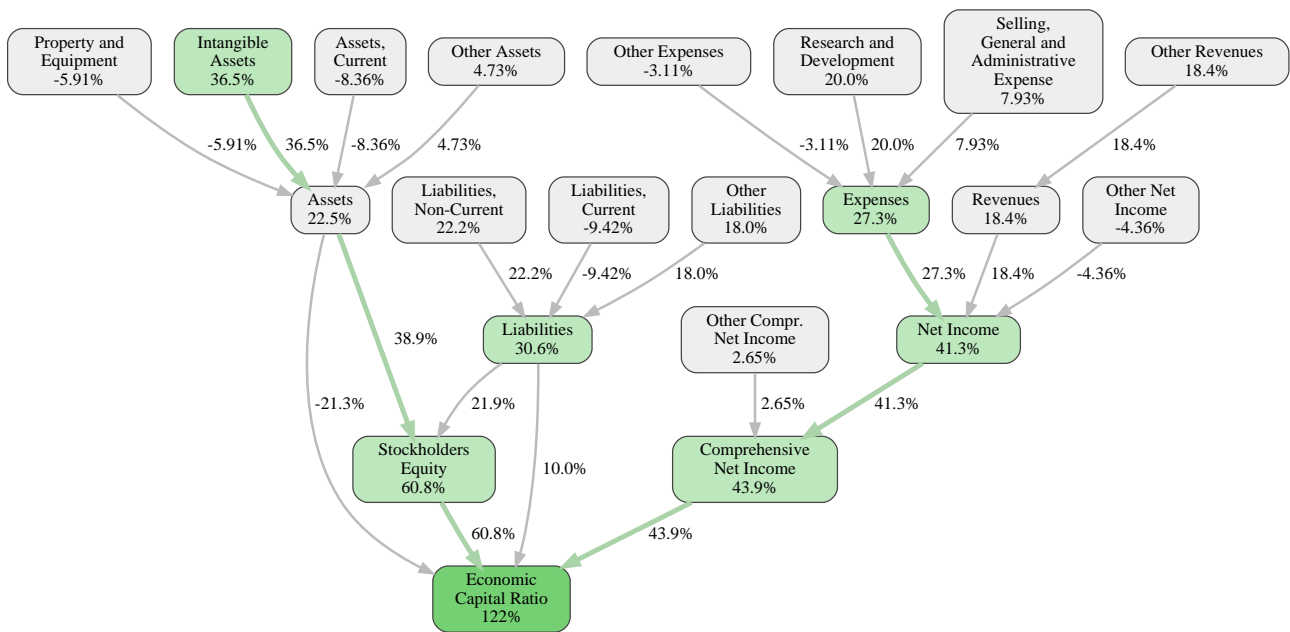 Property and
Equipment
-5.91%
Intangible
Assets
36.5%
Assets,
Current
-8.36%
Other Assets
4.73%
Other Expenses
-3.11%
Research and
Development
20.0%
Selling,
General and
Administrative
Expense
7.93%
Other Revenues
18.4%
-5.91%
36.5%
-8.36%
4.73%
-3.11%
20.0%
7.93%
18.4%
Assets
22.5%
Liabilities,
Non-Current
22.2%
Liabilities,
Current
-9.42%
Other
Liabilities
18.0%
Expenses
27.3%
Revenues
18.4%
Other Net
Income
-4.36%
22.2%
-9.42%
18.0%
27.3%
18.4%
-4.36%
38.9%
Liabilities
30.6%
Other Compr.
Net Income
2.65%
Net Income
41.3%
-21.3%
21.9%
2.65%
41.3%
Stockholders
Equity
60.8%
10.0%
Comprehensive
Net Income
43.9%
60.8%
43.9%
Economic
Capital Ratio
122%